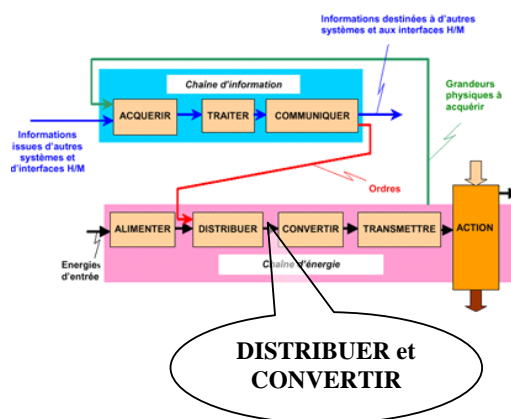 Informations destinées à d'autres
systèmes et aux interfaces H/M
Chaîne d'information
Grandeurs
physiques à
acquérir
ACQUERIR
TRAITER
COMMUNIQUER
Informations
issues d'autres
systèmes et
d'interfaces H/M
Ordres
ALIMENTER
DISTRIBUER
CONVERTIR
TRANSMETTRE
ACTION
Energies
d'entrée
Chaîne d'énergie
DISTRIBUER et
CONVERTIR